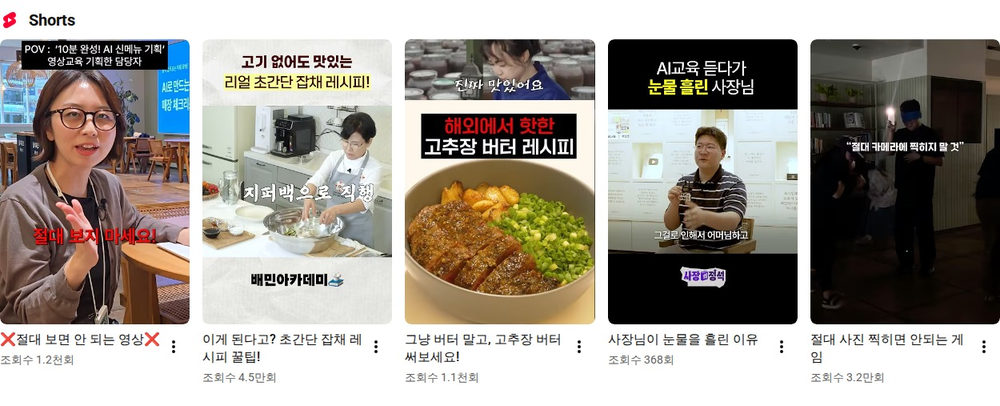 Shorts
POV : '10분 완성! AI 신메뉴 기획'
영상교육 기획한 담당자
AI로 만드는
매장 체크리
절대 보지 마세요!
❌절대 보면 안 되는 영상❌
조회수 1.2천회
고기 없어도 맛있는
리얼 초간단 잡채 레시피!
지퍼백으로 직행
배민아카데미
이게 된다고? 초간단 잡채 레
시피 꿀팁!
조회수 4.5만회
진짜 맛있어요
해외에서 핫한
고추장 버터 레시피
그냥 버터 말고, 고추장 버터
써보세요!
조회수 1.1천회
AI교육 듣다가
눈물 흘린 사장님
그걸로 인해서 어머님하고
사장의정석
사장님이 눈물을 흘린 이유
조회수 368회
“절대 카메라에 찍히지 말 것”
절대 사진 찍히면 안되는 게
임
조회수 3.2만회